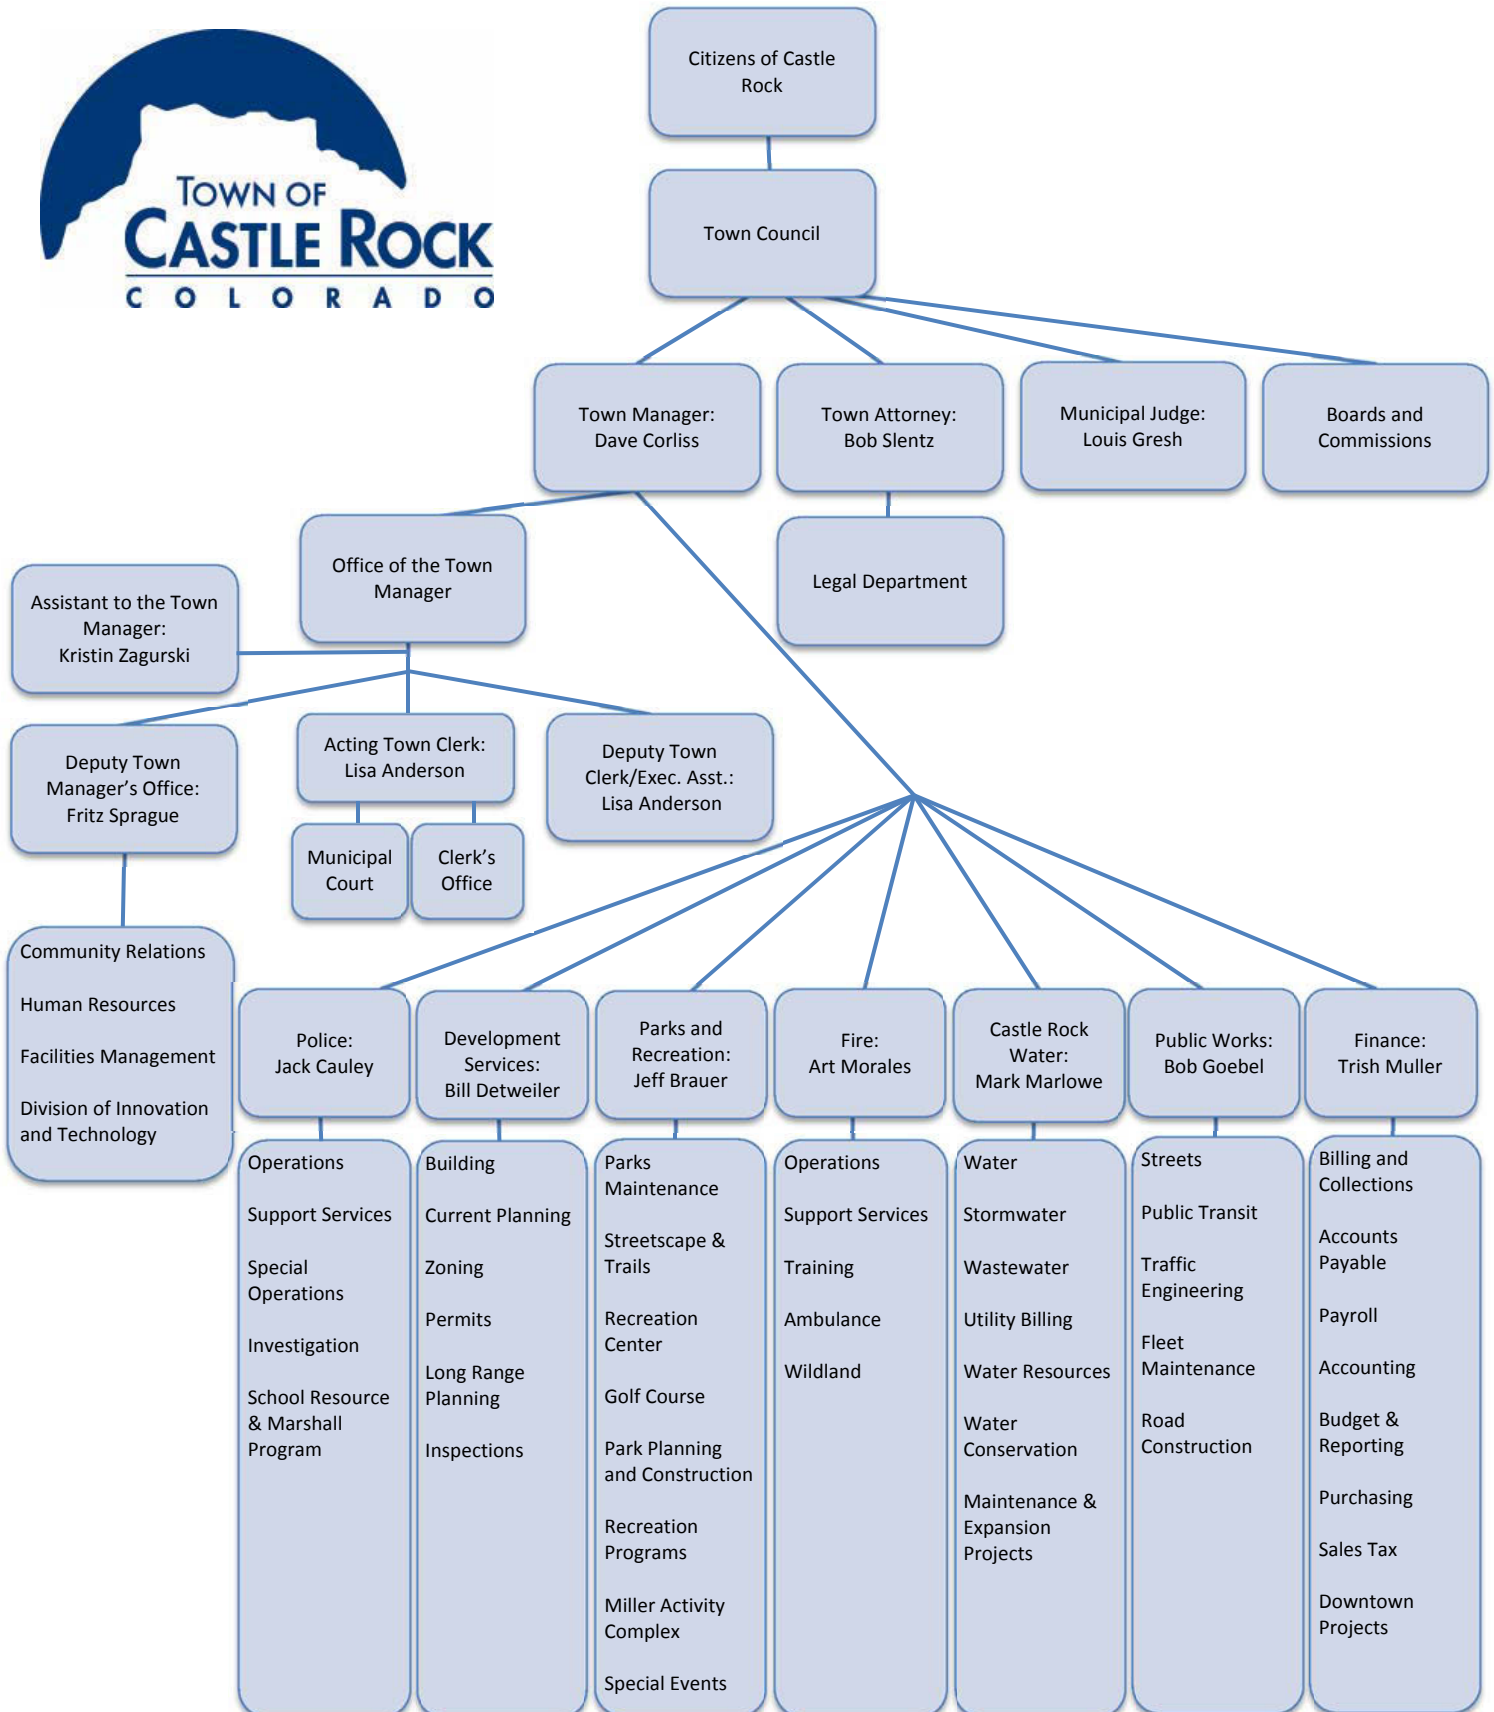 TOWN OF
CASTLE ROCK
COLORADO
Citizens of Castle
Rock
Town Council
Town Manager:
Dave Corliss
Town Attorney:
Bob Slentz
Municipal Judge:
Louis Gresh
Boards and
Commissions
Office of the Town
Manager
Legal Department
Assistant to the Town
Manager:
Kristin Zagurski
Deputy Town
Manager’s Office:
Fritz Sprague
Acting Town Clerk:
Lisa Anderson
Deputy Town
Clerk/Exec. Asst.:
Lisa Anderson
Municipal
Court
Clerk’s
Office
Community Relations
Human Resources
Facilities Management
Division of Innovation
and Technology
Police:
Jack Cauley
Development
Services:
Bill Detweiler
Parks and
Recreation:
Jeff Brauer
Fire:
Art Morales
Castle Rock
Water:
Mark Marlowe
Public Works:
Bob Goebel
Finance:
Trish Muller
Operations
Support Services
Special
Operations
Investigation
School Resource
& Marshall
Program
Building
Current Planning
Zoning
Permits
Long Range
Planning
Inspections
Parks
Maintenance
Streetscape &
Trails
Recreation
Center
Golf Course
Park Planning
and Construction
Recreation
Programs
Miller Activity
Complex
Special Events
Operations
Support Services
Training
Ambulance
Wildland
Water
Stormwater
Wastewater
Utility Billing
Water Resources
Water
Conservation
Maintenance &
Expansion
Projects
Streets
Public Transit
Traffic
Engineering
Fleet
Maintenance
Road
Construction
Billing and
Collections
Accounts
Payable
Payroll
Accounting
Budget &
Reporting
Purchasing
Sales Tax
Downtown
Projects